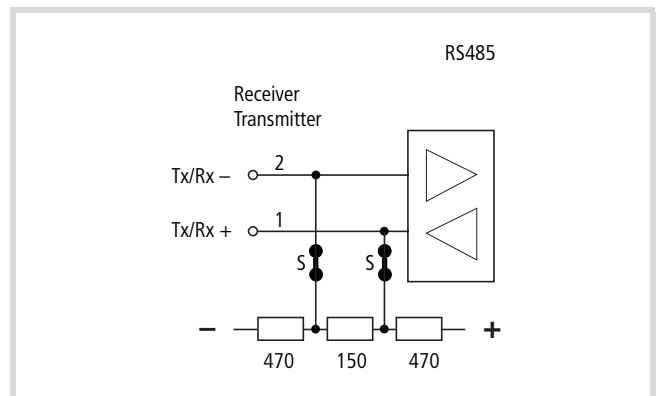 RS485
Receiver
Transmitter
Tx/Rx – 2
Tx/Rx + 1
S S
– +
470 150 470